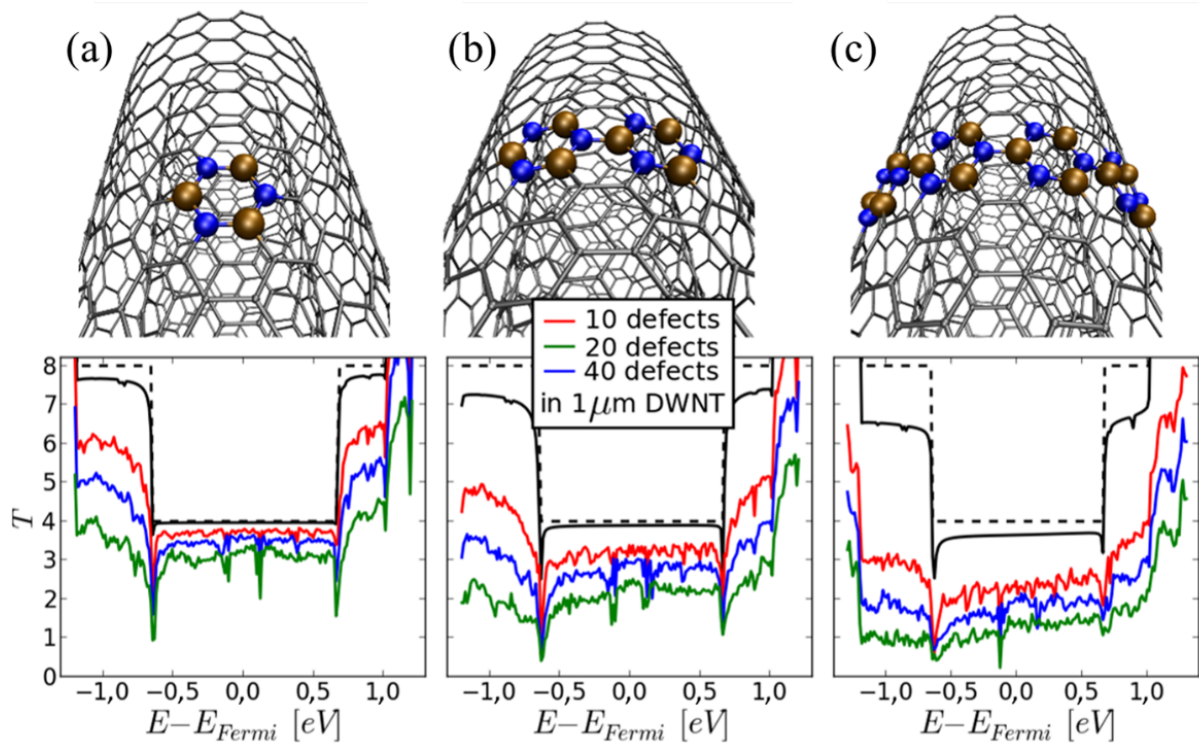 (a) (b) (c)
10 defects
20 defects
40 defects
in 1μm DWNT
8
7
6
5
4
3
2
1
0
T
−1,0 −0,5 0,0 0,5 1,0
−1,0 −0,5 0,0 0,5 1,0
−1,0 −0,5 0,0 0,5 1,0
E−E_Fermi [eV]
E−E_Fermi [eV]
E−E_Fermi [eV]